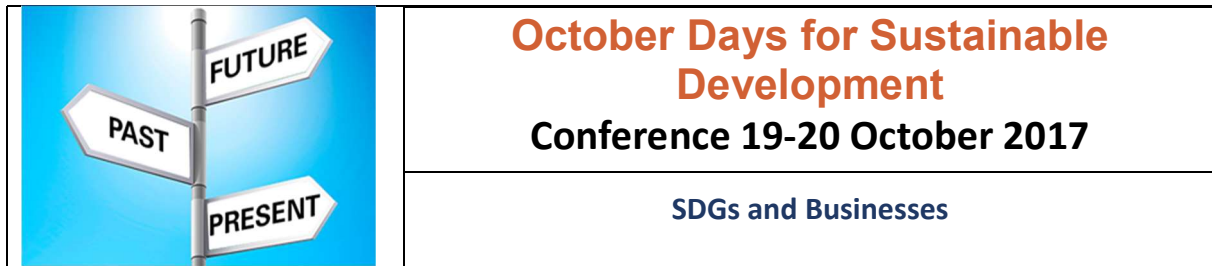 FUTURE
PAST
PRESENT
October Days for Sustainable
Development
Conference 19-20 October 2017
SDGs and Businesses